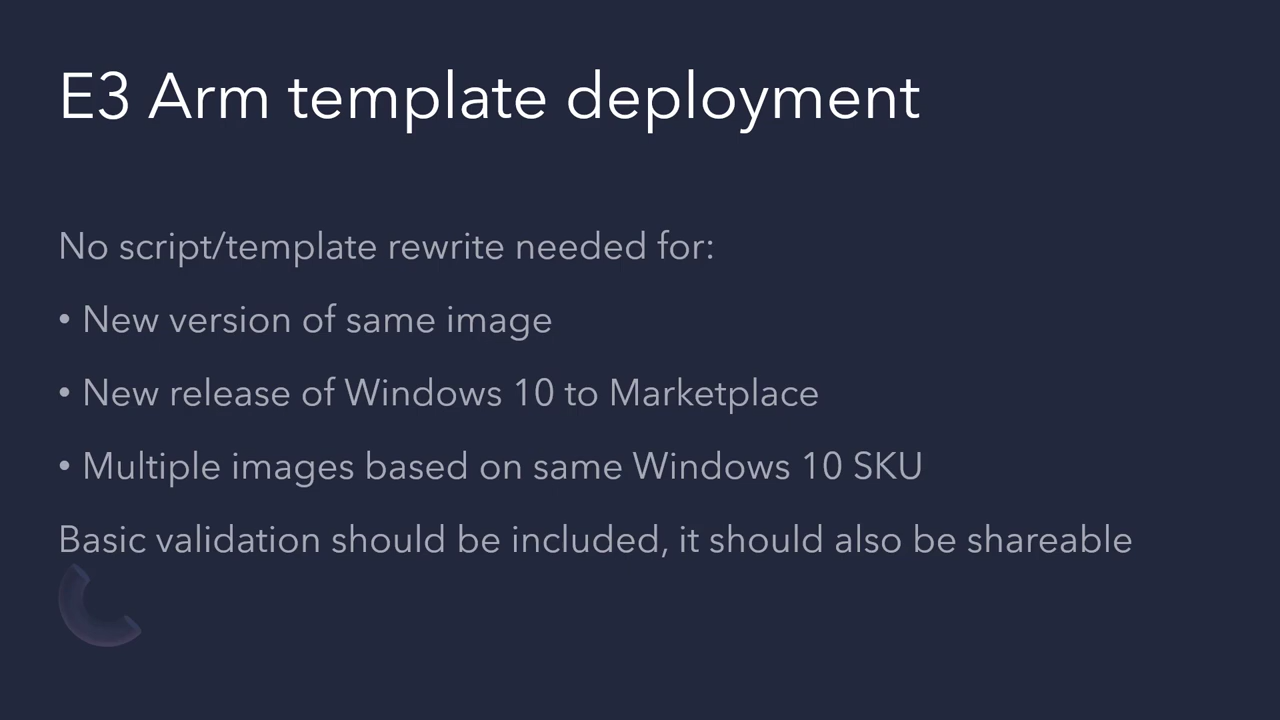 E3 Arm template deployment
No script/template rewrite needed for:
• New version of same image
• New release of Windows 10 to Marketplace
• Multiple images based on same Windows 10 SKU
Basic validation should be included, it should also be shareable